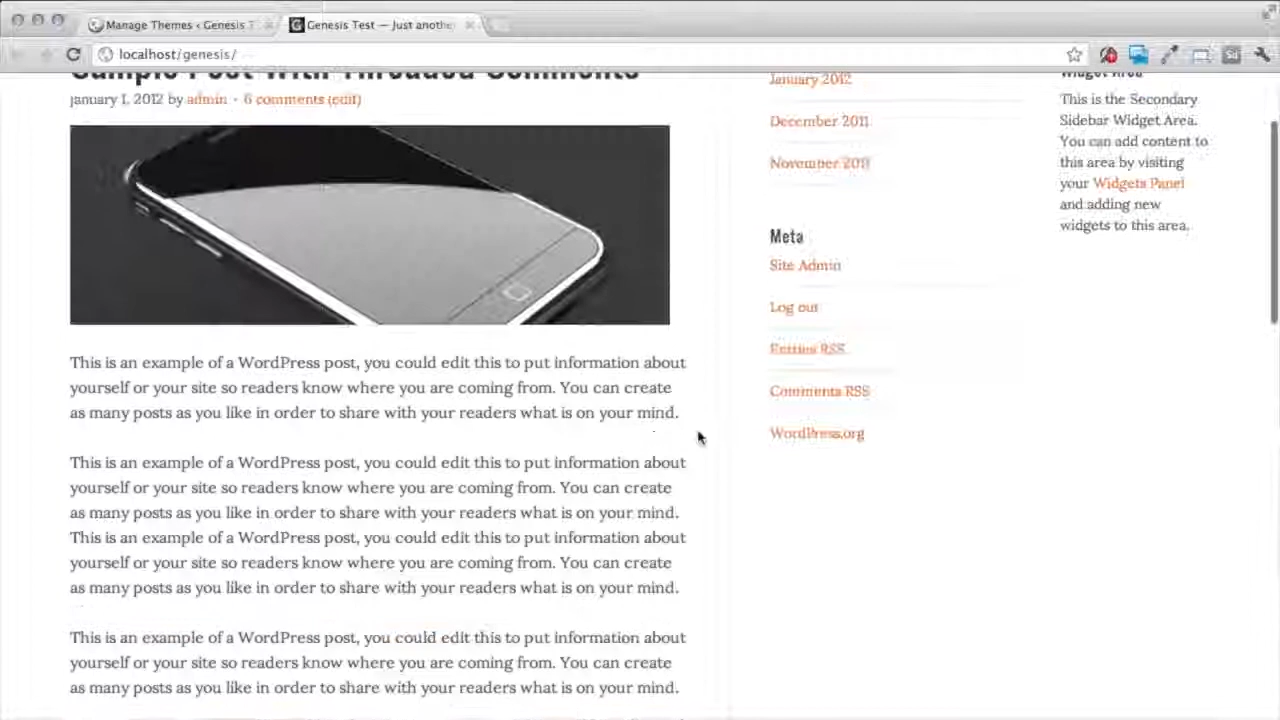 Manage Themes ‹ Genesis T
Genesis Test — Just anothe
localhost/genesis/
Sample Post With Threaded Comments
january 1, 2012 by admin · 6 comments (edit)
This is an example of a WordPress post, you could edit this to put information about
yourself or your site so readers know where you are coming from. You can create
as many posts as you like in order to share with your readers what is on your mind.
This is an example of a WordPress post, you could edit this to put information about
yourself or your site so readers know where you are coming from. You can create
as many posts as you like in order to share with your readers what is on your mind.
This is an example of a WordPress post, you could edit this to put information about
yourself or your site so readers know where you are coming from. You can create
as many posts as you like in order to share with your readers what is on your mind.
This is an example of a WordPress post, you could edit this to put information about
yourself or your site so readers know where you are coming from. You can create
as many posts as you like in order to share with your readers what is on your mind.
January 2012
December 2011
November 2011
Meta
Site Admin
Log out
Entries RSS
Comments RSS
WordPress.org
Widget Area
This is the Secondary
Sidebar Widget Area.
You can add content to
this area by visiting
your Widgets Panel
and adding new
widgets to this area.